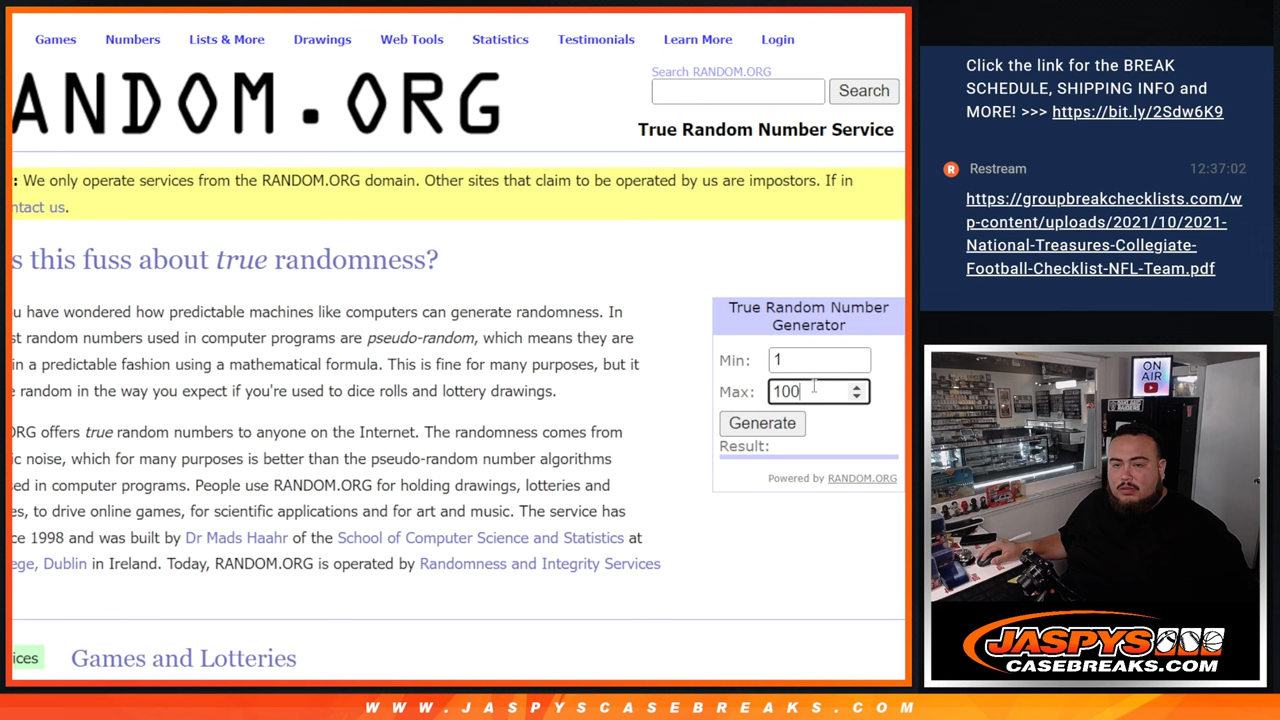 Games Numbers Lists & More Drawings Web Tools Statistics Testimonials Learn More Login
ANDOM.ORG
Search RANDOM.ORG
Search
True Random Number Service
: We only operate services from the RANDOM.ORG domain. Other sites that claim to be operated by us are impostors. If in
ntact us.
s this fuss about true randomness?
u have wondered how predictable machines like computers can generate randomness. In
st random numbers used in computer programs are pseudo-random, which means they are
in a predictable fashion using a mathematical formula. This is fine for many purposes, but it
random in the way you expect if you're used to dice rolls and lottery drawings.
ORG offers true random numbers to anyone on the Internet. The randomness comes from
ic noise, which for many purposes is better than the pseudo-random number algorithms
sed in computer programs. People use RANDOM.ORG for holding drawings, lotteries and
es, to drive online games, for scientific applications and for art and music. The service has
ce 1998 and was built by Dr Mads Haahr of the School of Computer Science and Statistics at
ege, Dublin in Ireland. Today, RANDOM.ORG is operated by Randomness and Integrity Services
True Random Number
Generator
Min: 1
Max: 100
Generate
Result:
Powered by RANDOM.ORG
ices
Games and Lotteries
Click the link for the BREAK
SCHEDULE, SHIPPING INFO and
MORE! >>> https://bit.ly/2Sdw6K9
R Restream 12:37:02
https://groupbreakchecklists.com/w
p-content/uploads/2021/10/2021-
National-Treasures-Collegiate-
Football-Checklist-NFL-Team.pdf
ON
AIR
JASPYS
CASEBREAKS.COM
WWW.JASPYSCASEBREAKS.COM